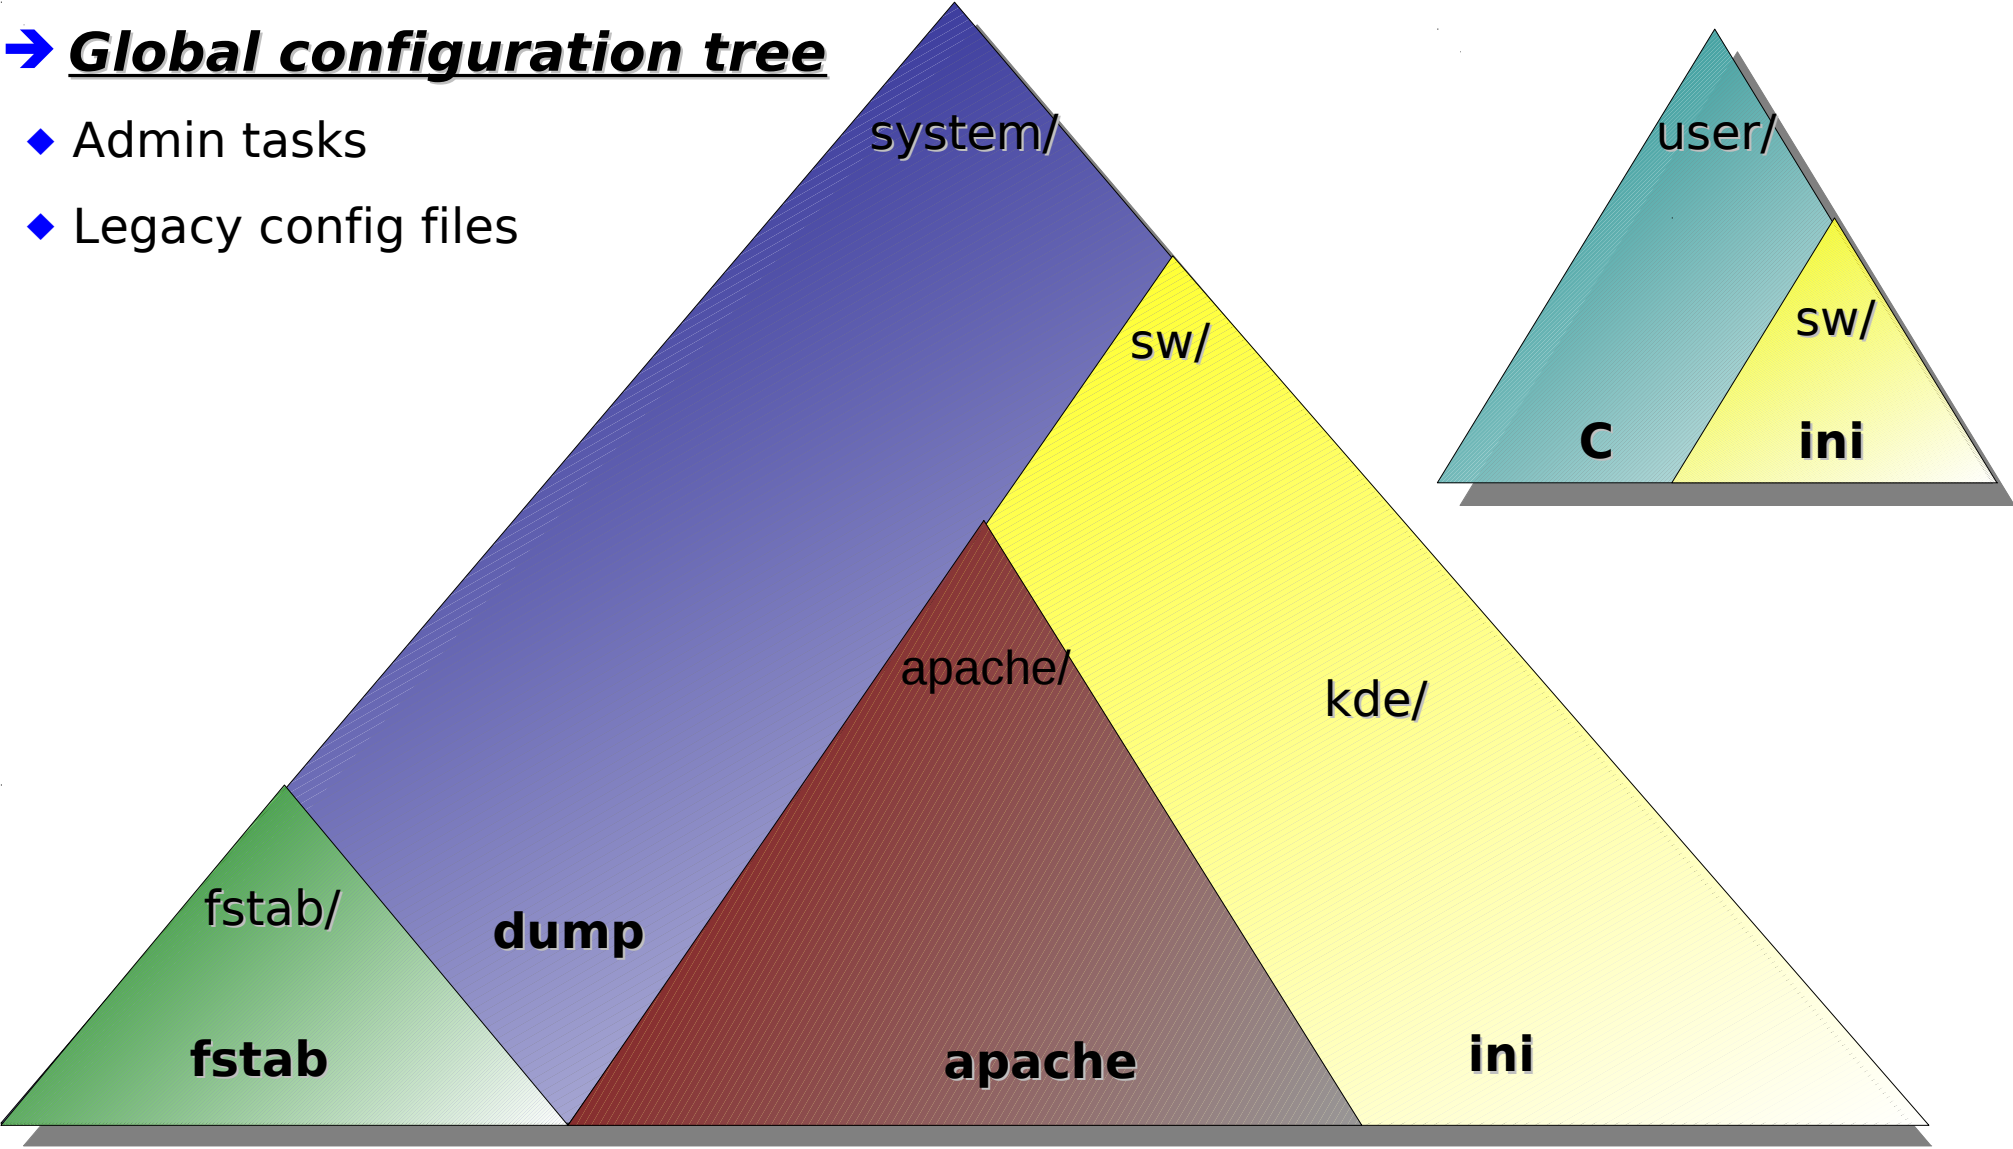 Global configuration tree
Admin tasks
Legacy config files
system/
sw/
apache/
kde/
fstab/
dump
fstab
apache
ini
user/
sw/
C
ini